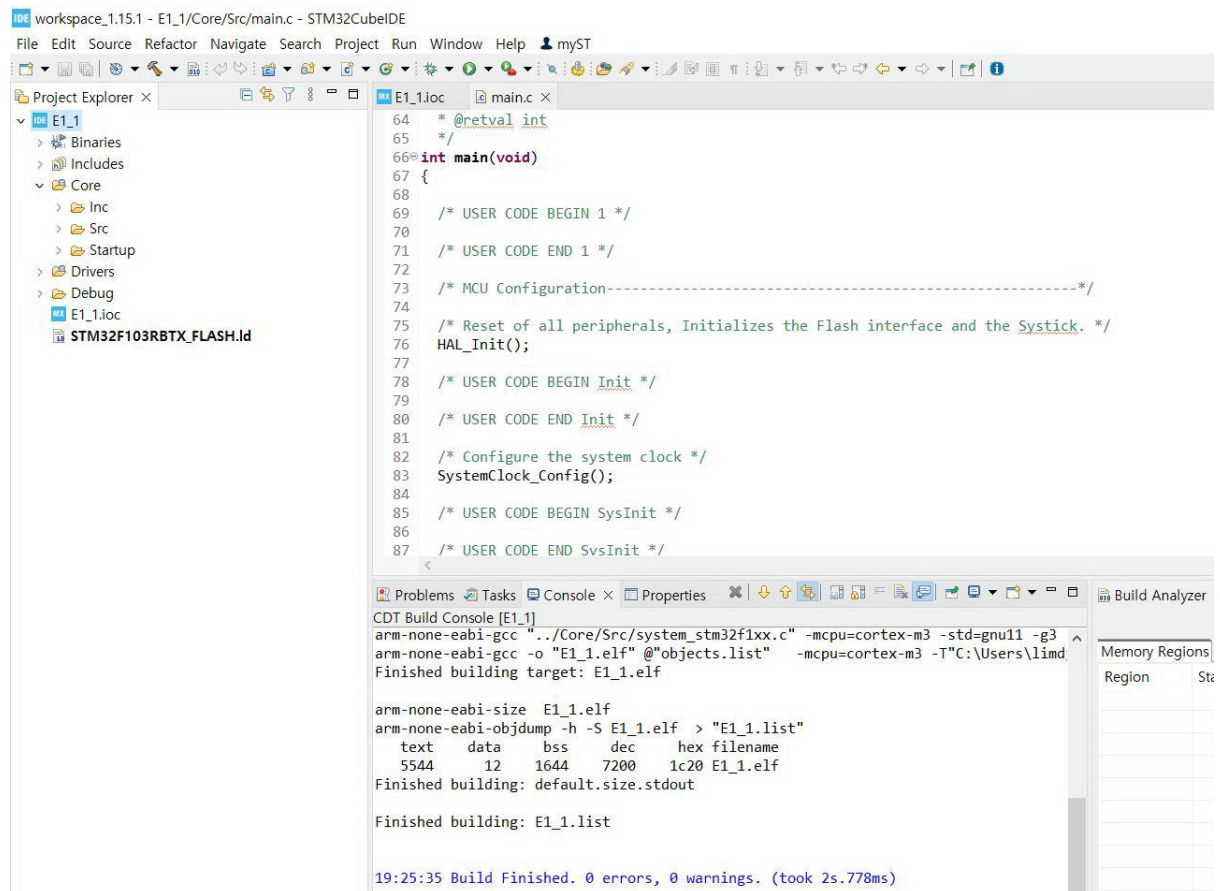 IDE workspace_1.15.1 - E1_1/Core/Src/main.c - STM32CubeIDE
File Edit Source Refactor Navigate Search Project Run Window Help myST
Project Explorer
IDE E1_1
Binaries
Includes
Core
Inc
Src
Startup
Drivers
Debug
MX E1_1.ioc
STM32F103RBTX_FLASH.ld
MX E1_1.ioc main.c
64 * @retval int
65 */
66 int main(void)
67 {
68
69 /* USER CODE BEGIN 1 */
70
71 /* USER CODE END 1 */
72
73 /* MCU Configuration-----------------------------------------------------------*/
74
75 /* Reset of all peripherals, Initializes the Flash interface and the Systick. */
76 HAL_Init();
77
78 /* USER CODE BEGIN Init */
79
80 /* USER CODE END Init */
81
82 /* Configure the system clock */
83 SystemClock_Config();
84
85 /* USER CODE BEGIN SysInit */
86
87 /* USER CODE END SysInit */
Problems Tasks Console Properties
CDT Build Console [E1_1]
arm-none-eabi-gcc "../Core/Src/system_stm32f1xx.c" -mcpu=cortex-m3 -std=gnu11 -g3
arm-none-eabi-gcc -o "E1_1.elf" @"objects.list" -mcpu=cortex-m3 -T"C:\Users\limd
Finished building target: E1_1.elf
arm-none-eabi-size E1_1.elf
arm-none-eabi-objdump -h -S E1_1.elf > "E1_1.list"
text data bss dec hex filename
5544 12 1644 7200 1c20 E1_1.elf
Finished building: default.size.stdout
Finished building: E1_1.list
19:25:35 Build Finished. 0 errors, 0 warnings. (took 2s.778ms)
Build Analyzer
Memory Regions
Region Sta